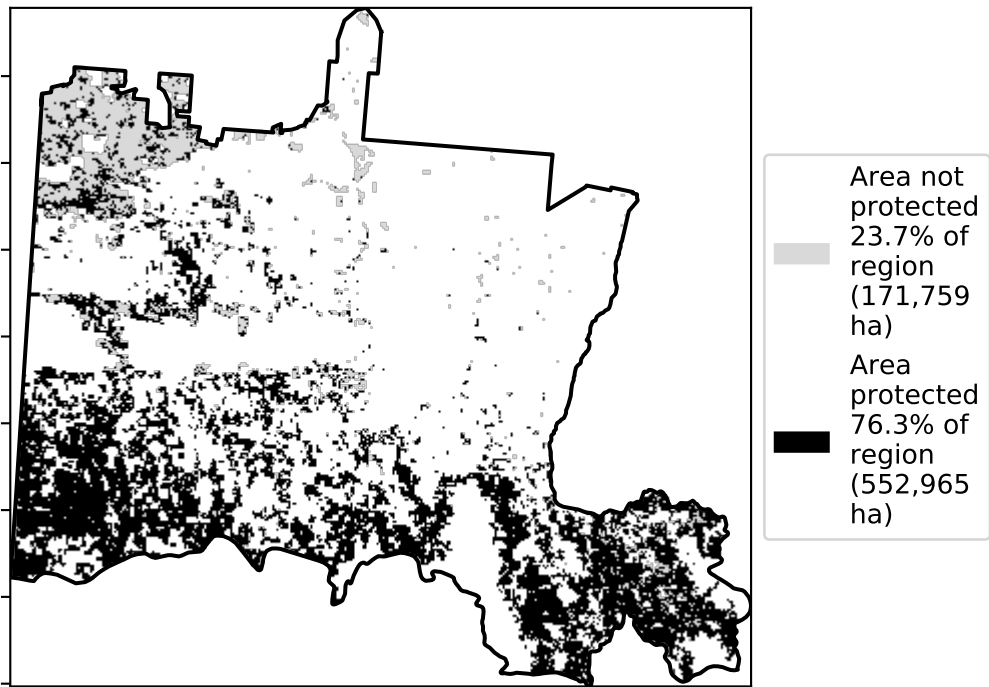 Area not
protected
23.7% of
region
(171,759
ha)
Area
protected
76.3% of
region
(552,965
ha)